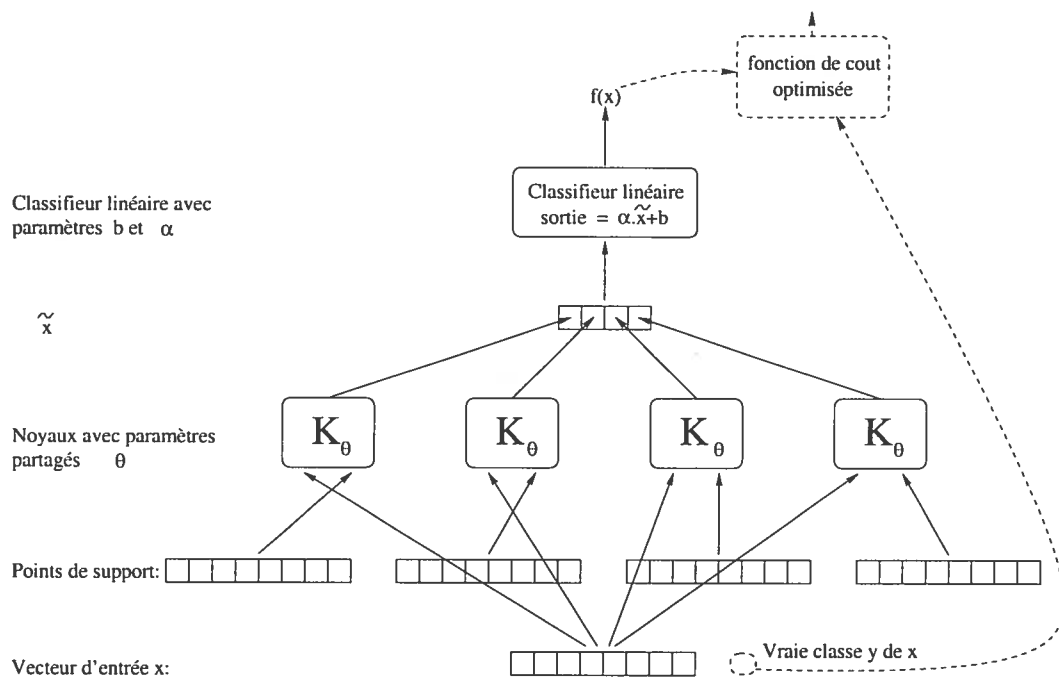 fonction de cout
optimisée
f(x)
Classifieur linéaire avec
paramètres b et α
Classifieur linéaire
sortie = α.x̃+b
x̃
Noyaux avec paramètres
partagés θ
Kθ
Kθ
Kθ
Kθ
Points de support:
Vecteur d'entrée x:
Vraie classe y de x